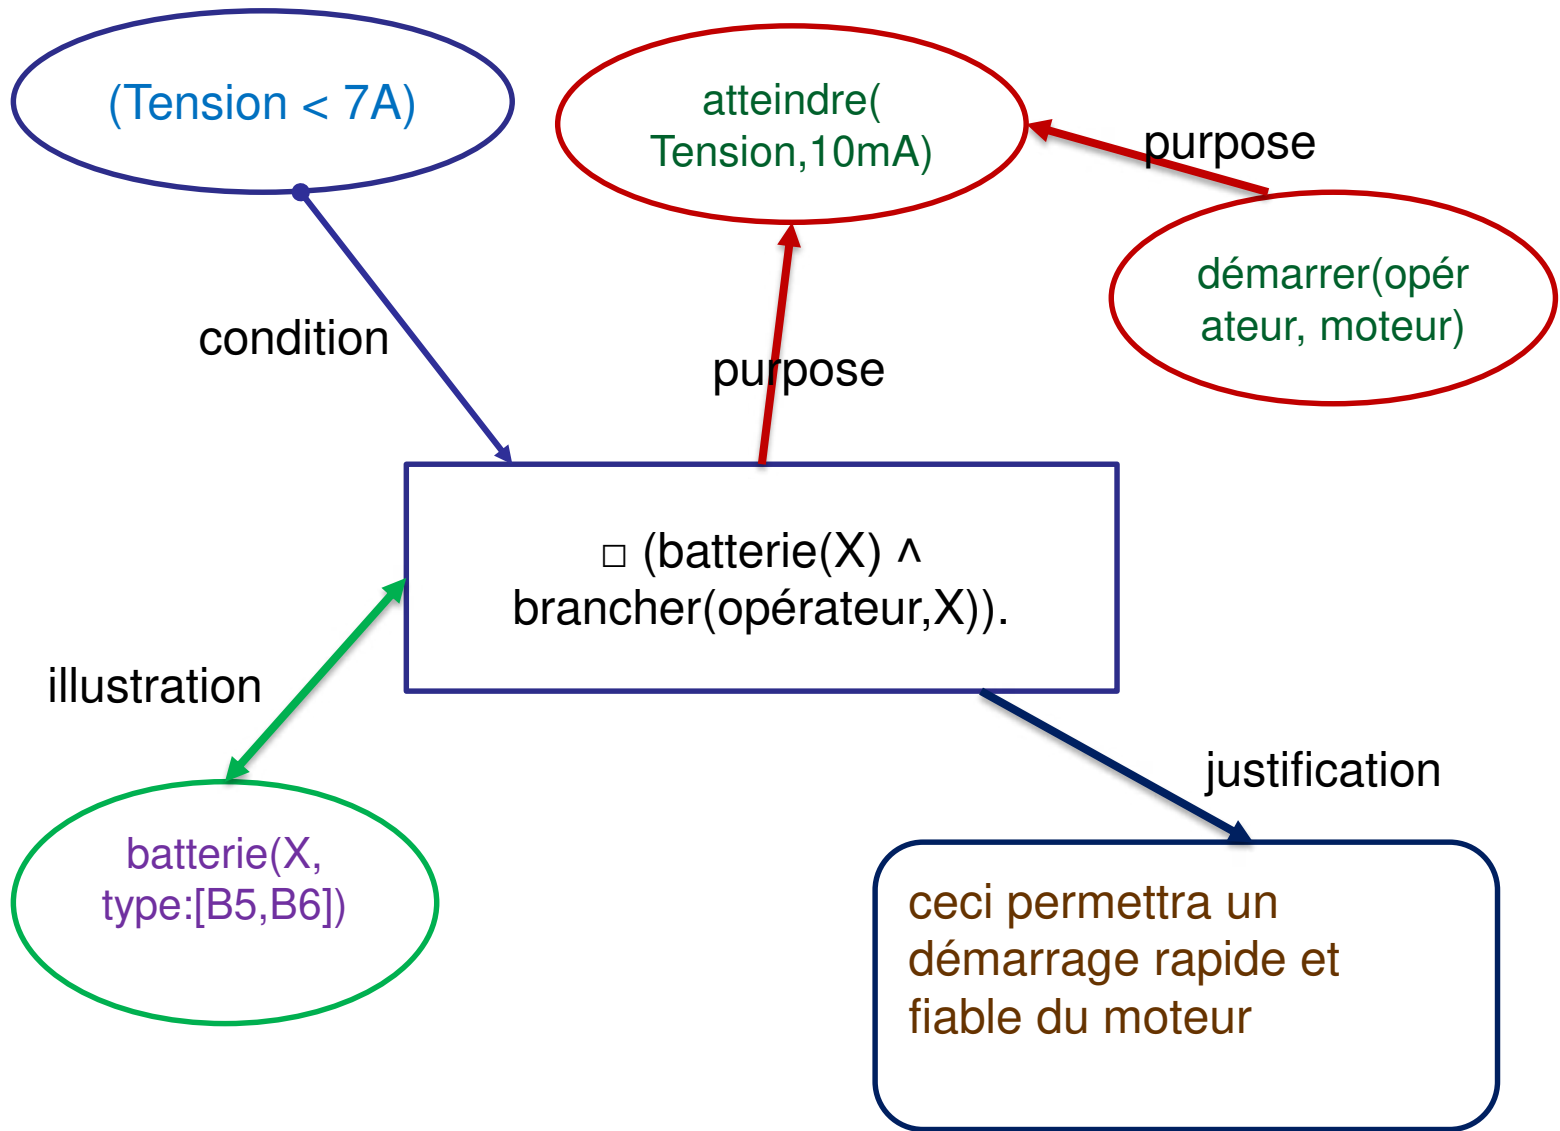 (Tension < 7A)
atteindre(
Tension,10mA)
purpose
démarrer(opér
ateur, moteur)
condition
purpose
□ (batterie(X) ˄
brancher(opérateur,X)).
illustration
justification
batterie(X,
type:[B5,B6])
ceci permettra un
démarrage rapide et
fiable du moteur